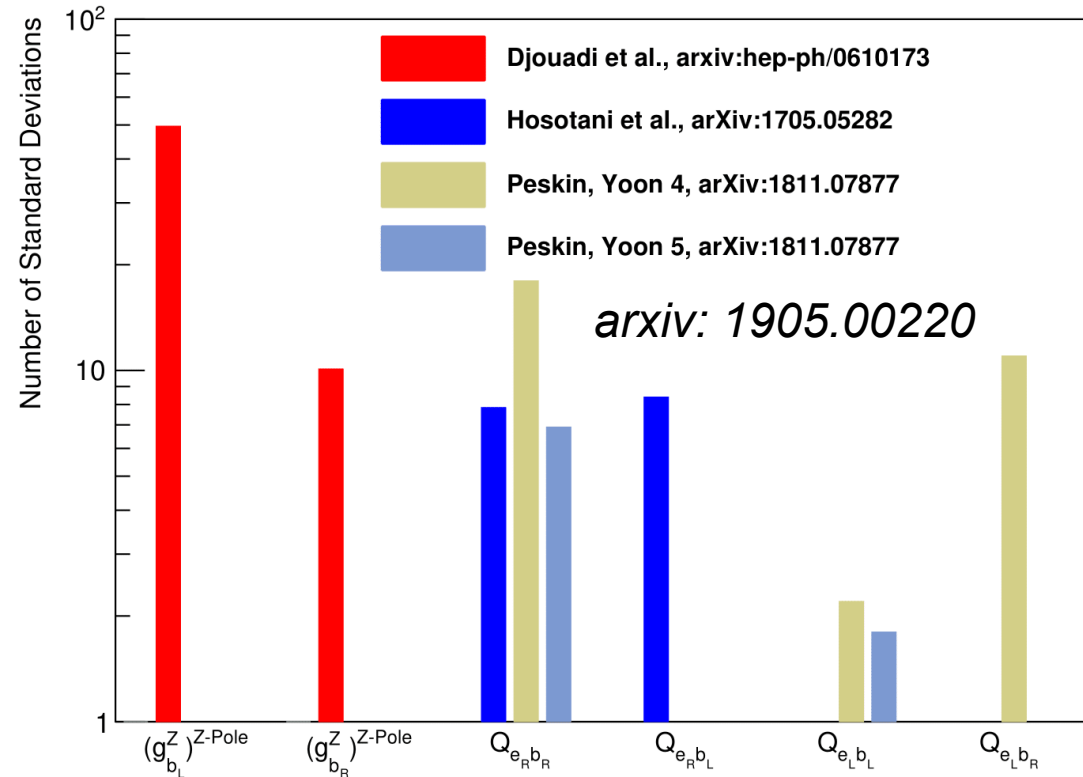 10²
Number of Standard Deviations
Djouadi et al., arxiv:hep-ph/0610173
Hosotani et al., arXiv:1705.05282
Peskin, Yoon 4, arXiv:1811.07877
Peskin, Yoon 5, arXiv:1811.07877
arxiv: 1905.00220
10
1
(g^Z_{b_L})^{Z-Pole} (g^Z_{b_R})^{Z-Pole} Q_{e_R b_R} Q_{e_R b_L} Q_{e_L b_L} Q_{e_L b_R}